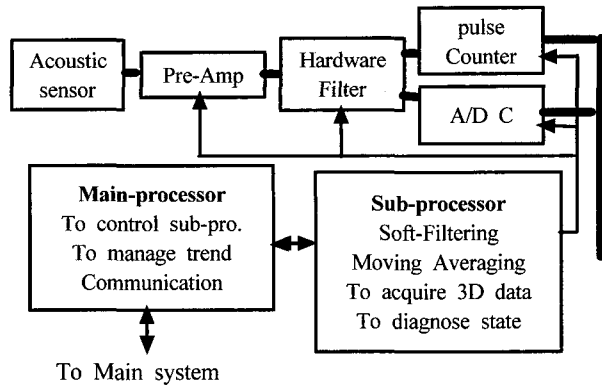 Acoustic
sensor
Pre-Amp
Hardware
Filter
pulse
Counter
A/D C
Main-processor
To control sub-pro.
To manage trend
Communication
Sub-processor
Soft-Filtering
Moving Averaging
To acquire 3D data
To diagnose state
To Main system